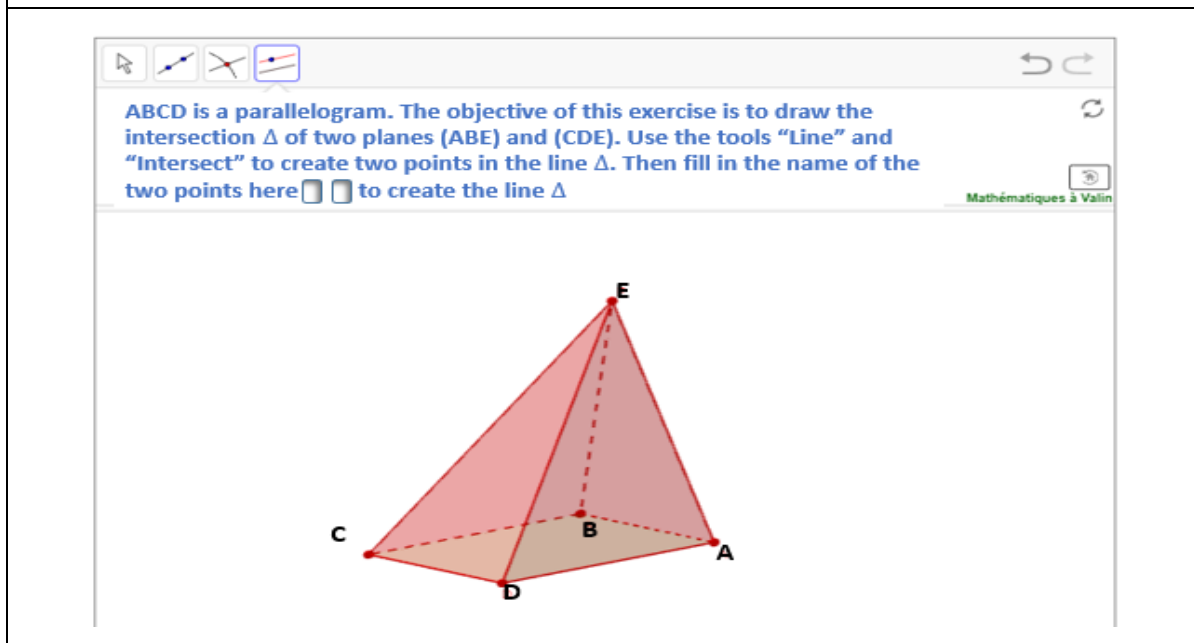 ABCD is a parallelogram. The objective of this exercise is to draw the
intersection Δ of two planes (ABE) and (CDE). Use the tools “Line” and
“Intersect” to create two points in the line Δ. Then fill in the name of the
two points here to create the line Δ
Mathématiques à Valin
E
C
B
A
D